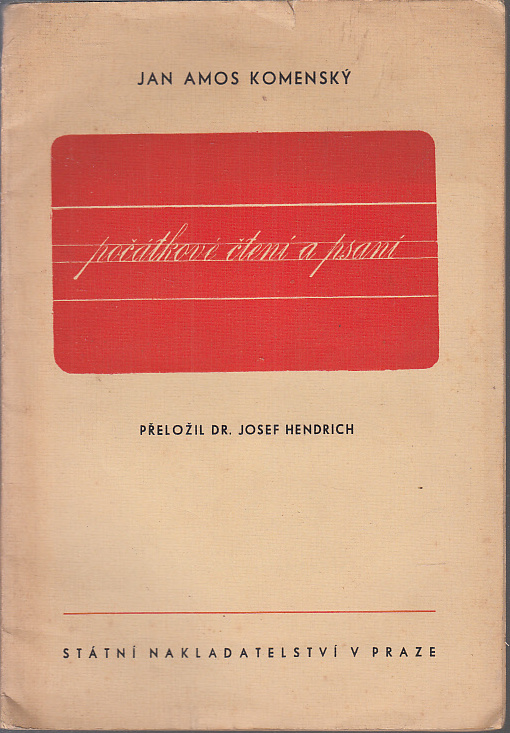 JAN AMOS KOMENSKÝ
počátkové čtení a psaní
PŘELOŽIL DR. JOSEF HENDRICH
STÁTNÍ NAKLADATELSTVÍ V PRAZE